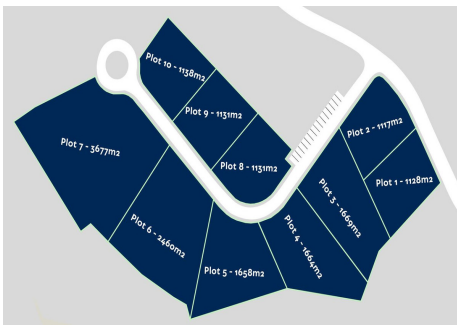 Plot 10 - 1138m2
Plot 9 - 1131m2
Plot 8 - 1131m2
Plot 7 - 3677m2
Plot 6 - 2460m2
Plot 5 - 1658m2
Plot 4 - 1664m2
Plot 3 - 1669m2
Plot 2 - 1117m2
Plot 1 - 1128m2